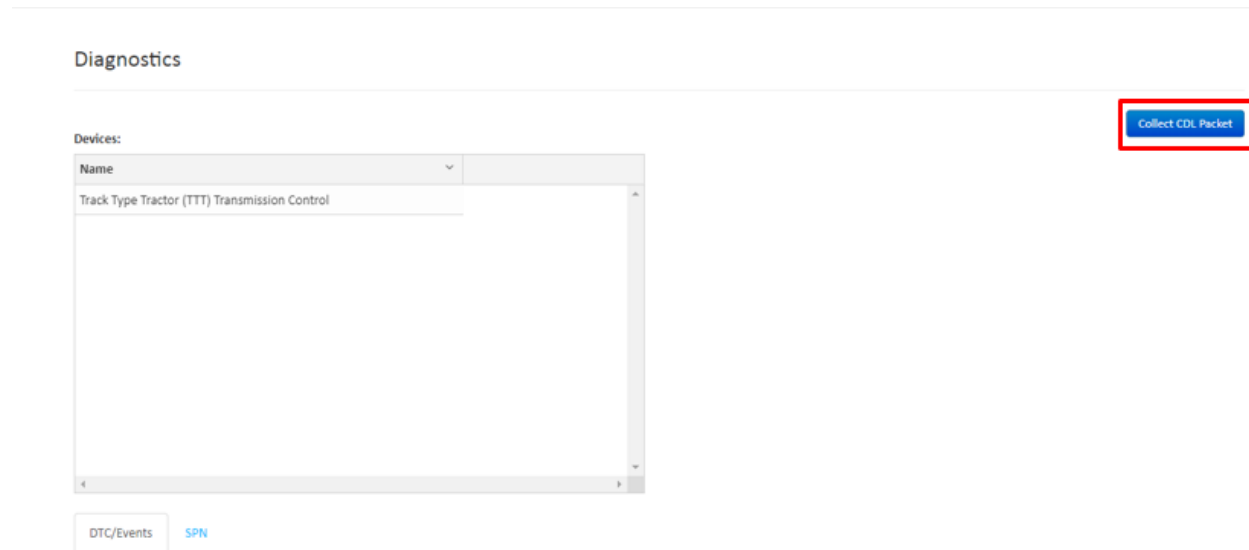 Diagnostics
Collect CDL Packet
Devices:
Name
Track Type Tractor (TTT) Transmission Control
DTC/Events
SPN